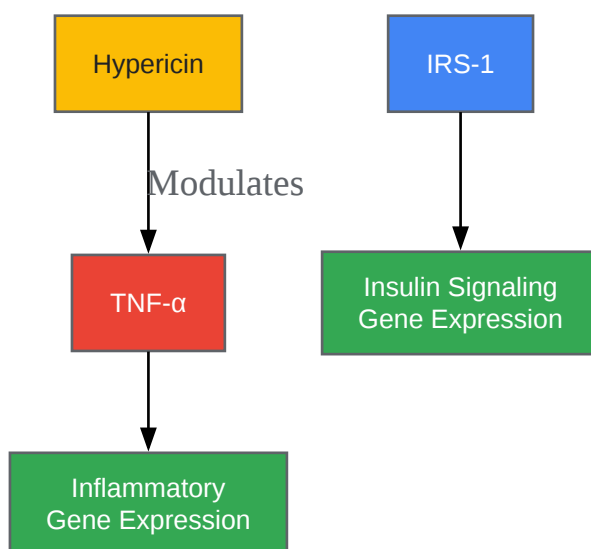 Hypericin
IRS-1
Modulates
TNF-α
Insulin Signaling
Gene Expression
Inflammatory
Gene Expression